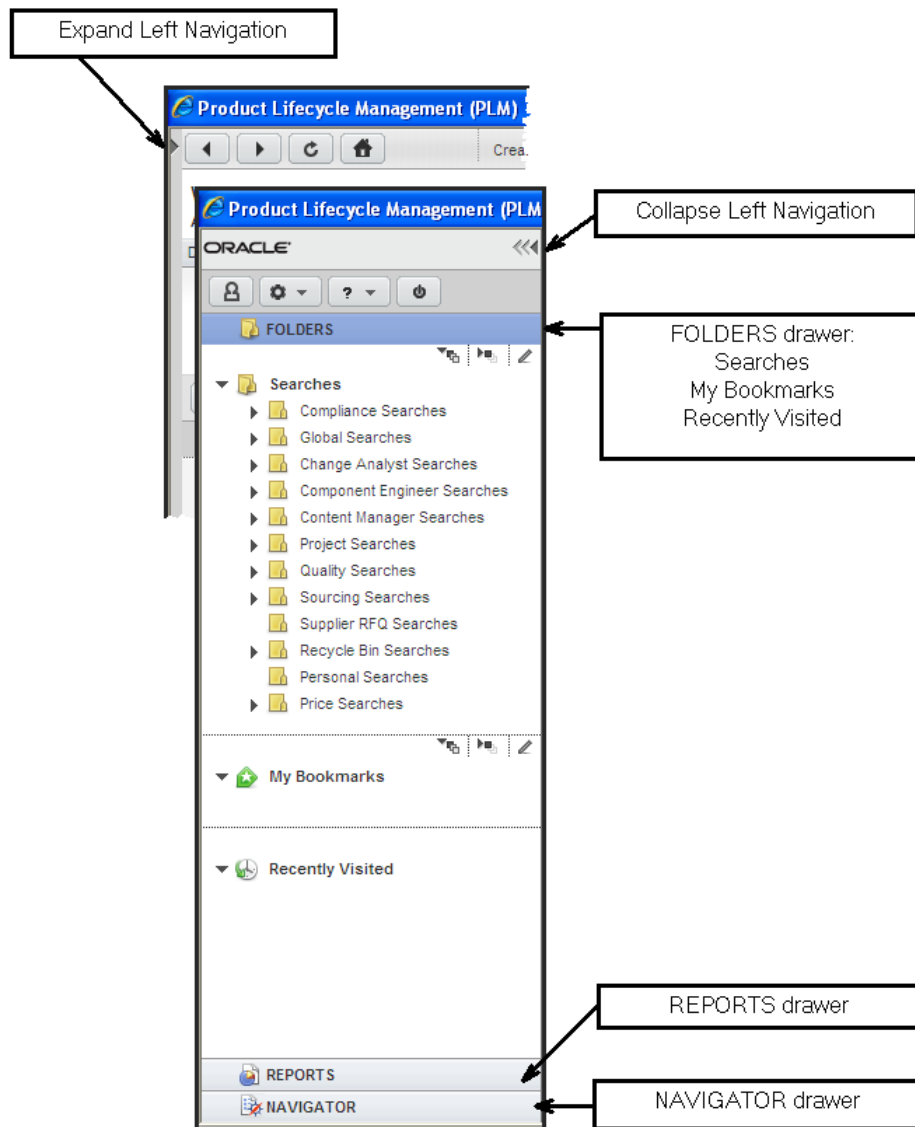 Expand Left Navigation
Product Lifecycle Management (PLM)
Crea.
Product Lifecycle Management (PLM
Collapse Left Navigation
ORACLE
?
FOLDERS
FOLDERS drawer:
Searches
My Bookmarks
Recently Visited
Searches
Compliance Searches
Global Searches
Change Analyst Searches
Component Engineer Searches
Content Manager Searches
Project Searches
Quality Searches
Sourcing Searches
Supplier RFQ Searches
Recycle Bin Searches
Personal Searches
Price Searches
My Bookmarks
Recently Visited
REPORTS drawer
REPORTS
NAVIGATOR
NAVIGATOR drawer